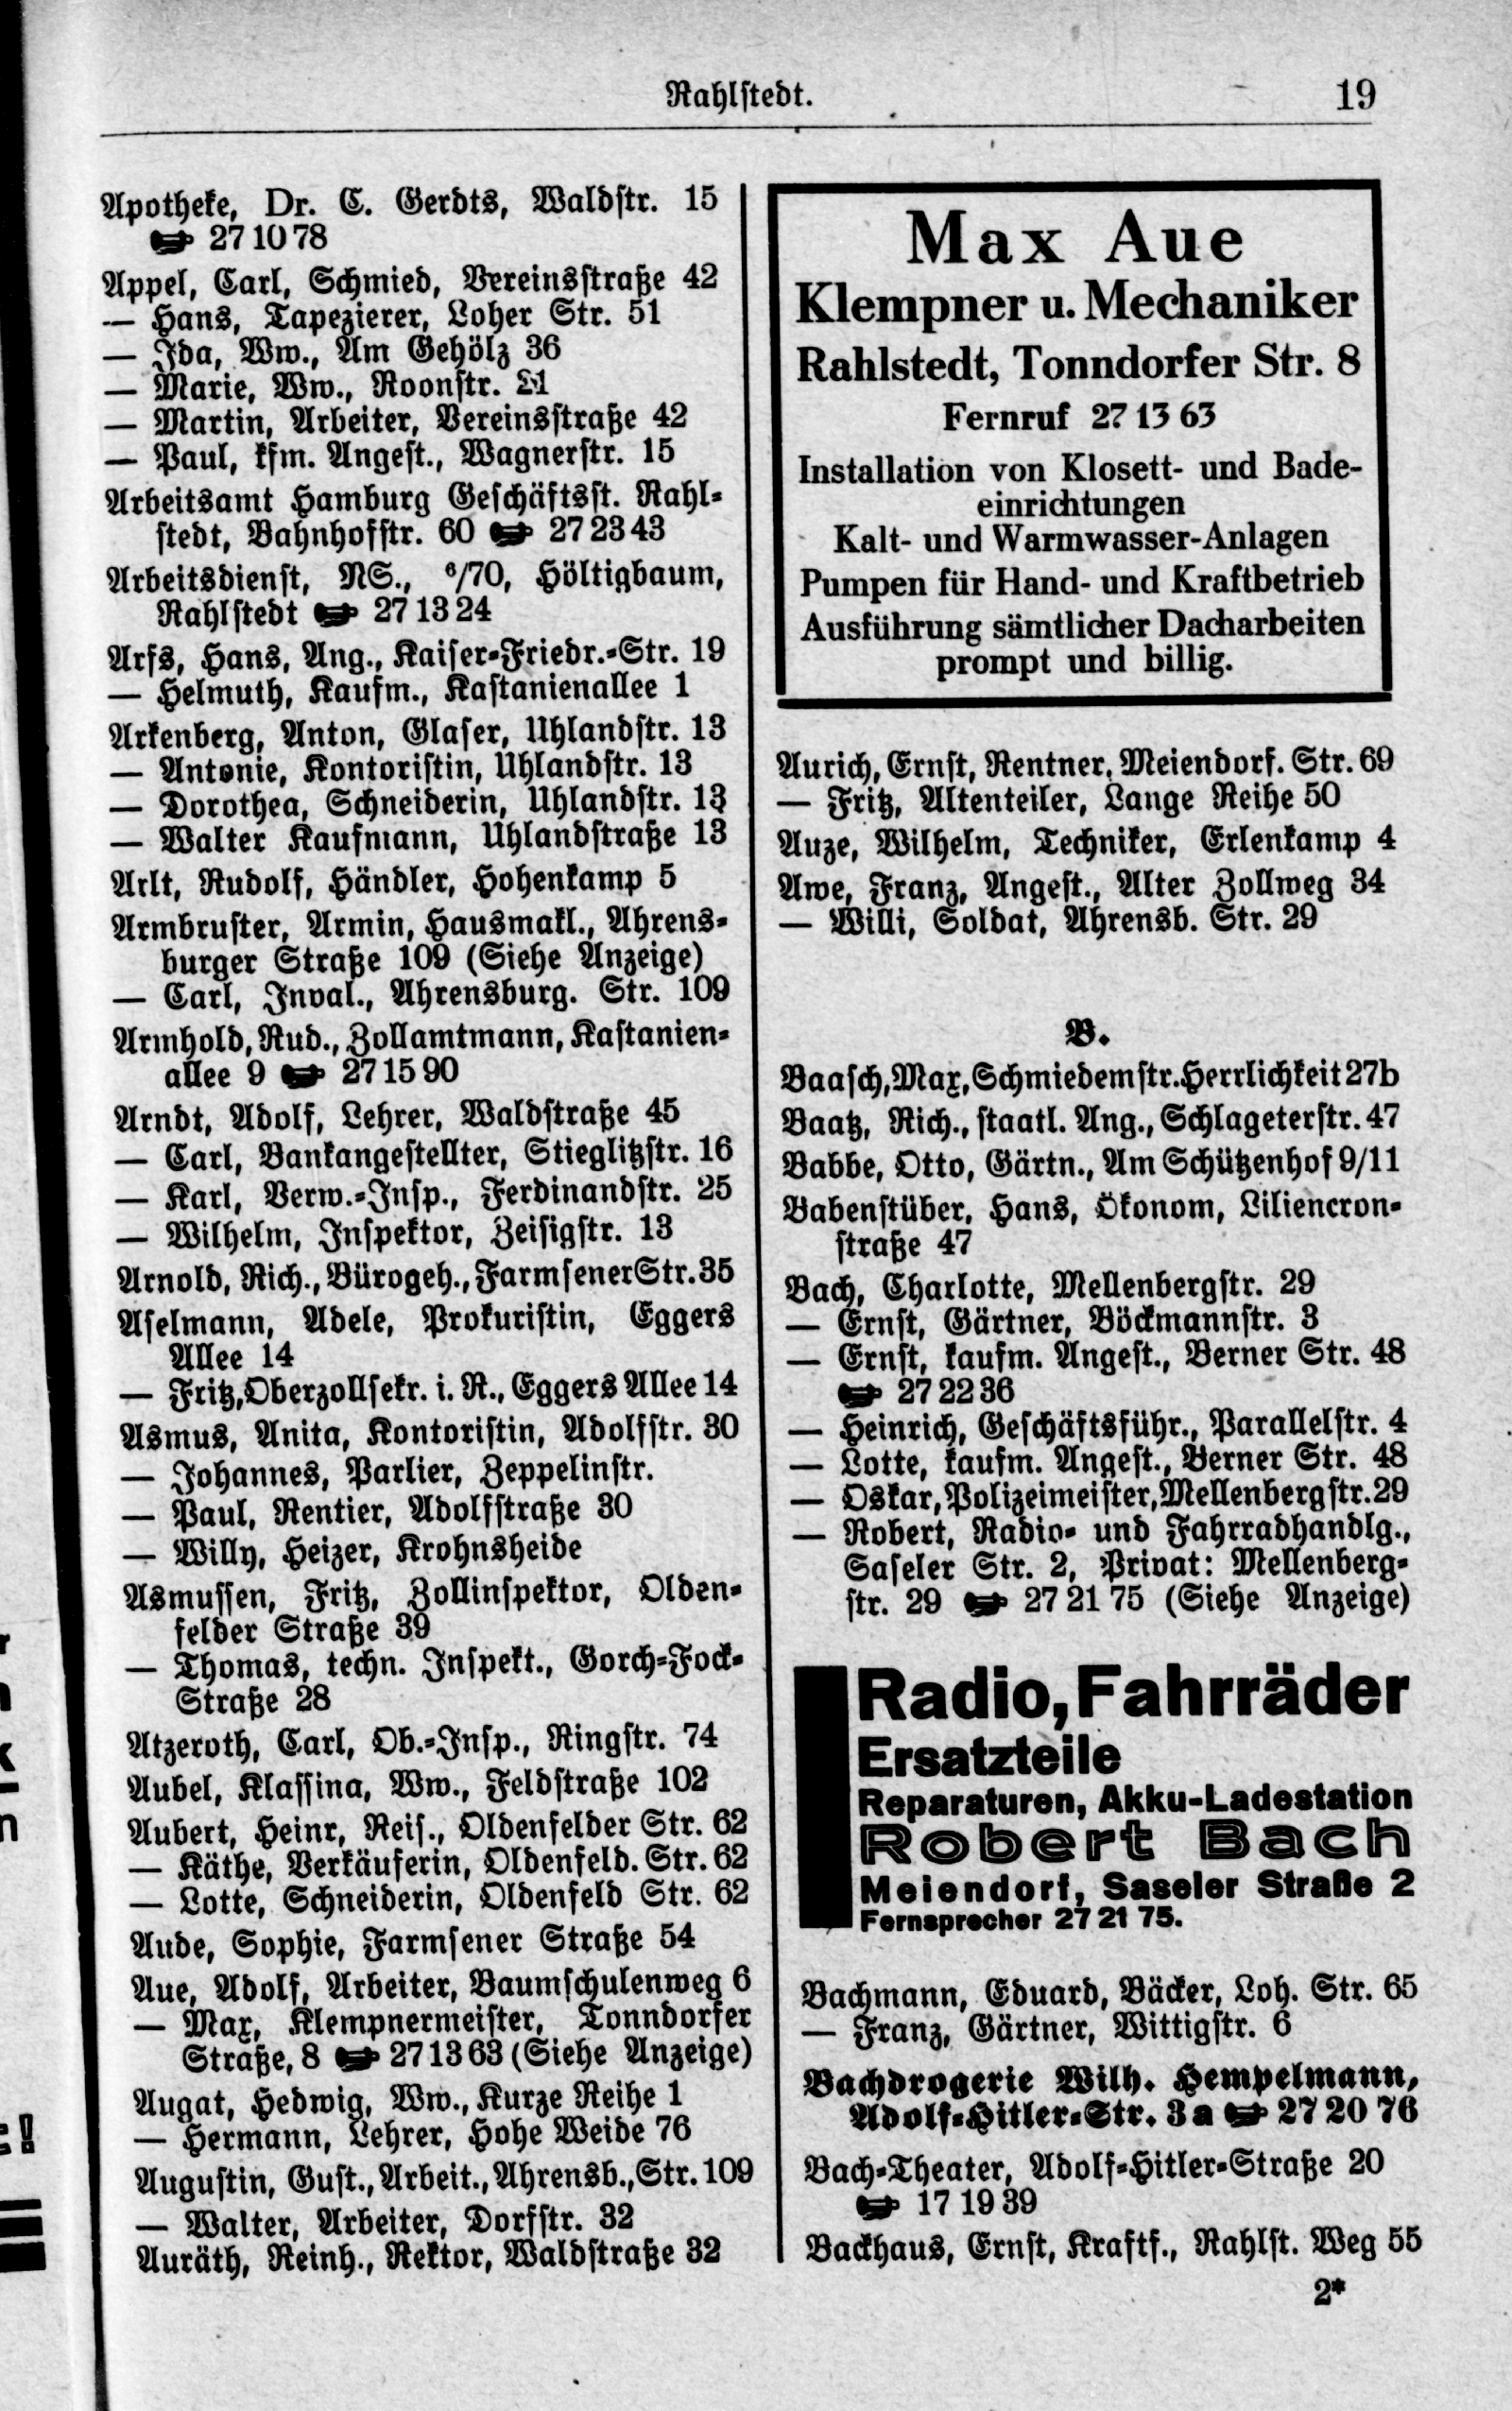 Rahlstedt. 19
Apotheke, Dr. C. Gerdts, Waldstr. 15
☛ 27 10 78
Appel, Carl, Schmied, Vereinsstraße 42
— Hans, Tapezierer, Loher Str. 51
— Ida, Ww., Am Gehölz 36
— Marie, Ww., Roonstr.
— Martin, Arbeiter, Vereinsstraße 42
— Paul, kfm. Angest., Wagnerstr. 15
Arbeitsamt Hamburg Geschäftsst. Rahl-
stedt, Bahnhofstr. 60 ☛ 27 23 43
Arbeitsdienst, NS., ⁶/70, Höltigbaum,
Rahlstedt ☛ 27 13 24
Arfs, Hans, Ang., Kaiser-Friedr.-Str. 19
— Helmuth, Kaufm., Kastanienallee 1
Arkenberg, Anton, Glaser, Uhlandstr. 13
— Antonie, Kontoristin, Uhlandstr. 13
— Dorothea, Schneiderin, Uhlandstr. 13
— Walter Kaufmann, Uhlandstraße 13
Arlt, Rudolf, Händler, Hohenkamp 5
Armbruster, Armin, Hausmakl., Ahrens-
burger Straße 109 (Siehe Anzeige)
— Carl, Inval., Ahrensburg. Str. 109
Armhold, Rud., Zollamtmann, Kastanien-
allee 9 ☛ 27 15 90
Arndt, Adolf, Lehrer, Waldstraße 45
— Carl, Bankangestellter, Stieglitzstr. 16
— Karl, Verw.-Insp., Ferdinandstr. 25
— Wilhelm, Inspektor, Zeisigstr. 13
Arnold, Rich., Bürogeh., Farmsener Str. 35
Aselmann, Adele, Prokuristin, Eggers
Allee 14
— Fritz, Oberzollsekr. i. R., Eggers Allee 14
Asmus, Anita, Kontoristin, Adolfstr. 30
— Johannes, Parlier, Zeppelinstr.
— Paul, Rentier, Adolfstraße 30
— Willy, Heizer, Krohnsheide
Asmussen, Fritz, Zollinspektor, Olden-
felder Straße 39
— Thomas, techn. Inspekt., Gorch-Fock-
Straße 28
Atzeroth, Carl, Ob.-Insp., Ringstr. 74
Aubel, Klassina, Ww., Feldstraße 102
Aubert, Heinr, Reis., Oldenfelder Str. 62
— Käthe, Verkäuferin, Oldenfeld. Str. 62
— Lotte, Schneiderin, Oldenfeld Str. 62
Aude, Sophie, Farmsener Straße 54
Aue, Adolf, Arbeiter, Baumschulenweg 6
— Max, Klempnermeister, Tonndorfer
Straße, 8 ☛ 27 13 63 (Siehe Anzeige)
Augat, Hedwig, Ww., Kurze Reihe 1
— Hermann, Lehrer, Hohe Weide 76
Augustin, Gust., Arbeit., Ahrensb., Str. 109
— Walter, Arbeiter, Dorfstr. 32
Auräth, Reinh., Rektor, Waldstraße 32
Max Aue
Klempner u. Mechaniker
Rahlstedt, Tonndorfer Str. 8
Fernruf 27 13 63
Installation von Klosett- und Bade-
einrichtungen
Kalt- und Warmwasser-Anlagen
Pumpen für Hand- und Kraftbetrieb
Ausführung sämtlicher Dacharbeiten
prompt und billig.
Aurich, Ernst, Rentner, Meiendorf. Str. 69
— Fritz, Altenteiler, Lange Reihe 50
Auze, Wilhelm, Techniker, Erlenkamp 4
Awe, Franz, Angest., Alter Zollweg 34
— Willi, Soldat, Ahrensb. Str. 29
B.
Baasch, Max, Schmiedemstr. Herrlichkeit 27b
Baatz, Rich., staatl. Ang., Schlageterstr. 47
Babbe, Otto, Gärtn., Am Schützenhof 9/11
Babenstüber, Hans, Ökonom, Liliencron-
straße 47
Bach, Charlotte, Mellenbergstr. 29
— Ernst, Gärtner, Böckmannstr. 3
— Ernst, kaufm. Angest., Berner Str. 48
☛ 27 22 36
— Heinrich, Geschäftsführ., Parallelstr. 4
— Lotte, kaufm. Angest., Berner Str. 48
— Oskar, Polizeimeister, Mellenbergstr. 29
— Robert, Radio- und Fahrradhandlg.,
Saseler Str. 2, Privat: Mellenberg-
str. 29 ☛ 27 21 75 (Siehe Anzeige)
Radio, Fahrräder
Ersatzteile
Reparaturen, Akku-Ladestation
Robert Bach
Meiendorf, Saseler Straße 2
Fernsprecher 27 21 75.
Bachmann, Eduard, Bäcker, Loh. Str. 65
— Franz, Gärtner, Wittigstr. 6
Bachdrogerie Wilh. Hempelmann,
Adolf-Hitler-Str. 3a ☛ 27 20 76
Bach-Theater, Adolf-Hitler-Straße 20
☛ 17 19 39
Backhaus, Ernst, Kraftf., Rahlst. Weg 55
2*